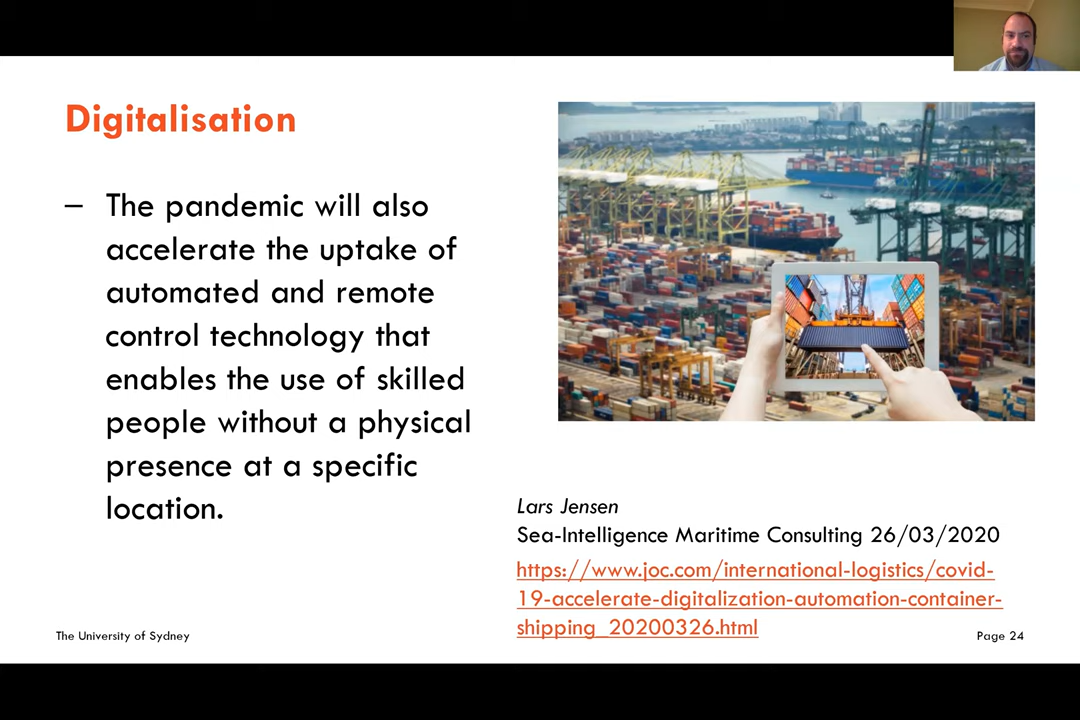 Digitalisation
– The pandemic will also
accelerate the uptake of
automated and remote
control technology that
enables the use of skilled
people without a physical
presence at a specific
location.
Lars Jensen
Sea-Intelligence Maritime Consulting 26/03/2020
https://www.joc.com/international-logistics/covid-
19-accelerate-digitalization-automation-container-
shipping_20200326.html
The University of Sydney
Page 24